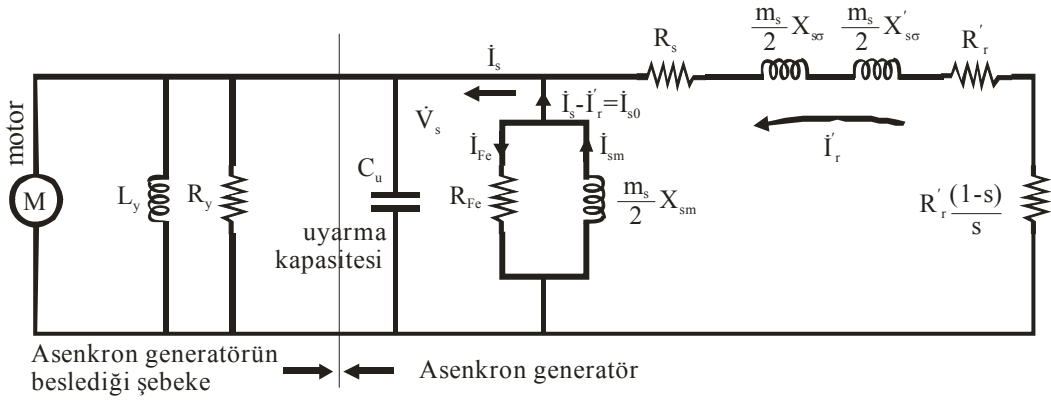 m_s/2 X_sσ
m_s/2 X'_sσ
R_s
R'_r
İ_s
V̇_s
İ_s-İ'_r=İ_s0
İ_Fe
İ_sm
İ'_r
motor
M
L_y
R_y
C_u
R_Fe
m_s/2 X_sm
R'_r (1-s)/s
uyarma
kapasitesi
Asenkron generatörün
beslediği şebeke
Asenkron generatör